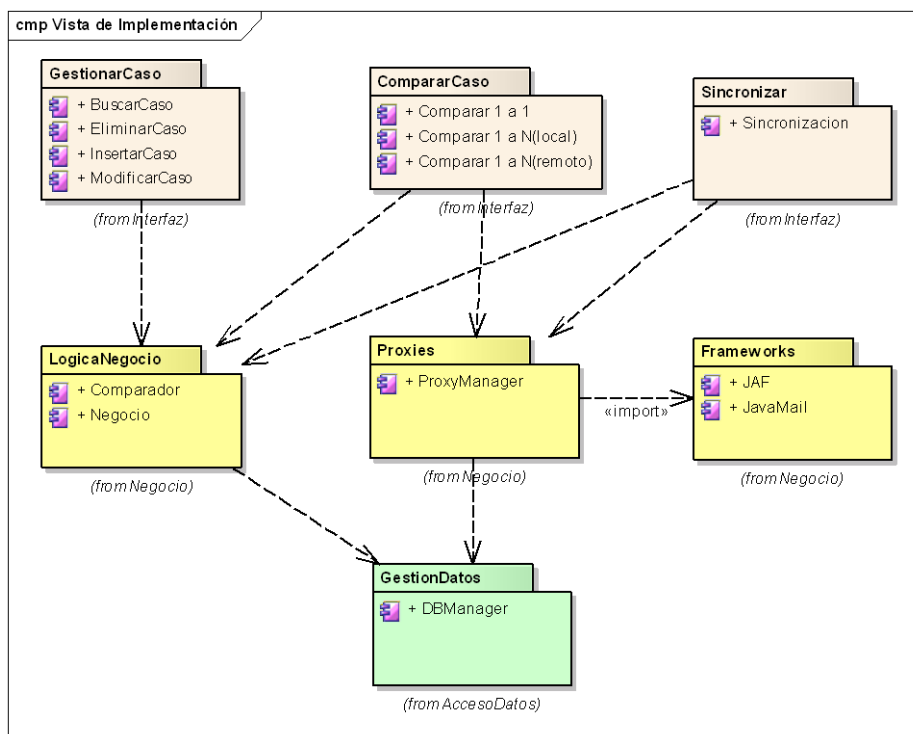 cmp Vista de Implementación
GestionarCaso
+ BuscarCaso
+ EliminarCaso
+ InsertarCaso
+ ModificarCaso
(from Interfaz)
CompararCaso
+ Comparar 1 a 1
+ Comparar 1 a N(local)
+ Comparar 1 a N(remoto)
(from Interfaz)
Sincronizar
+ Sincronizacion
(from Interfaz)
LogicaNegocio
+ Comparador
+ Negocio
(from Negocio)
Proxies
+ ProxyManager
(from Negocio)
«import»
Frameworks
+ JAF
+ JavaMail
(from Negocio)
GestionDatos
+ DBManager
(from AccesoDatos)